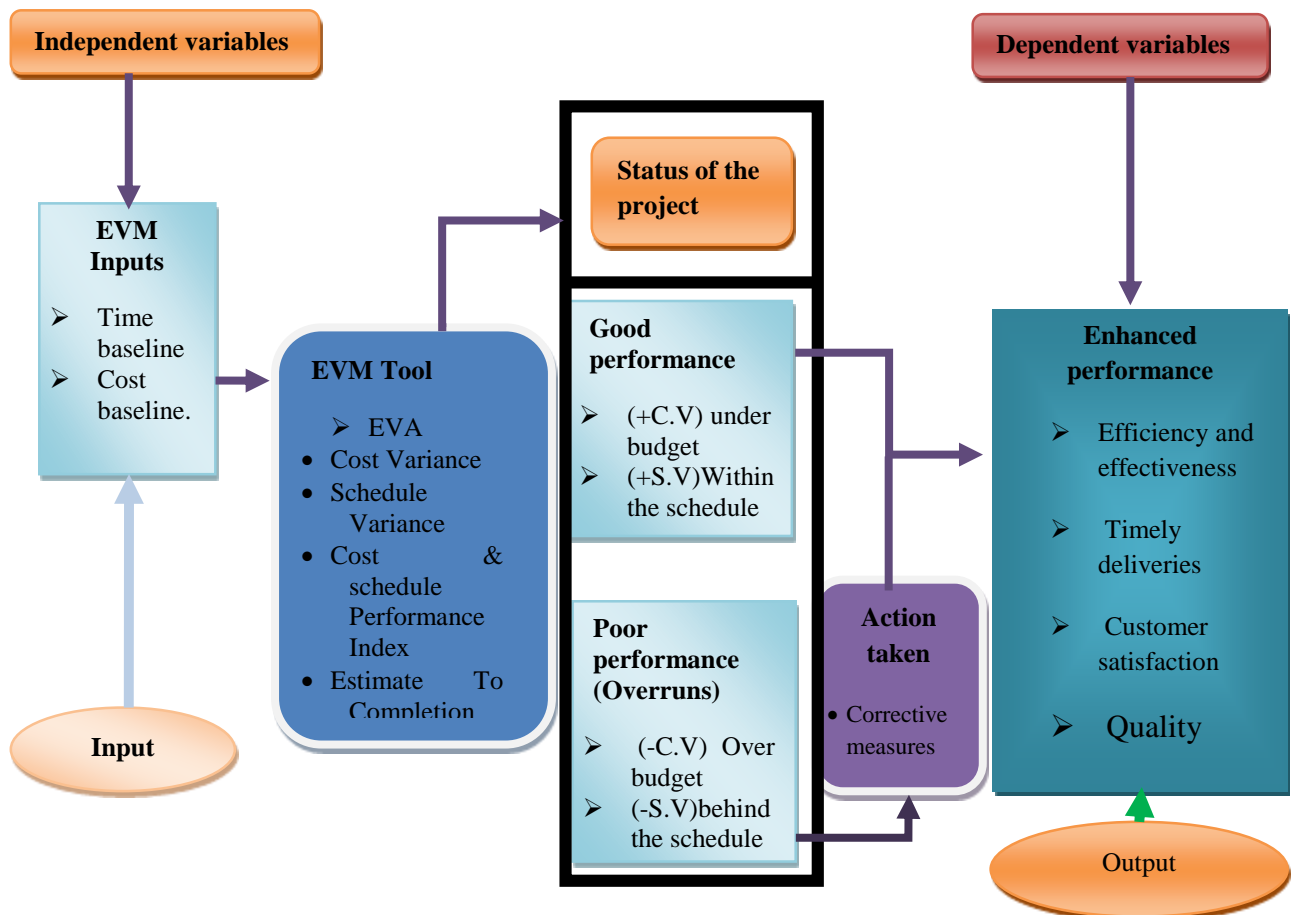 Independent variables
Dependent variables
Status of the
project
EVM
Inputs
➢ Time
baseline
➢ Cost
baseline.
EVM Tool
➢ EVA
• Cost Variance
• Schedule
Variance
• Cost &
schedule
Performance
Index
• Estimate To
Completion
Good
performance
➢ (+C.V) under
budget
➢ (+S.V)Within
the schedule
Poor
performance
(Overruns)
➢ (-C.V) Over
budget
➢ (-S.V)behind
the schedule
Action
taken
• Corrective
measures
Enhanced
performance
➢ Efficiency and
effectiveness
➢ Timely
deliveries
➢ Customer
satisfaction
➢ Quality
Input
Output